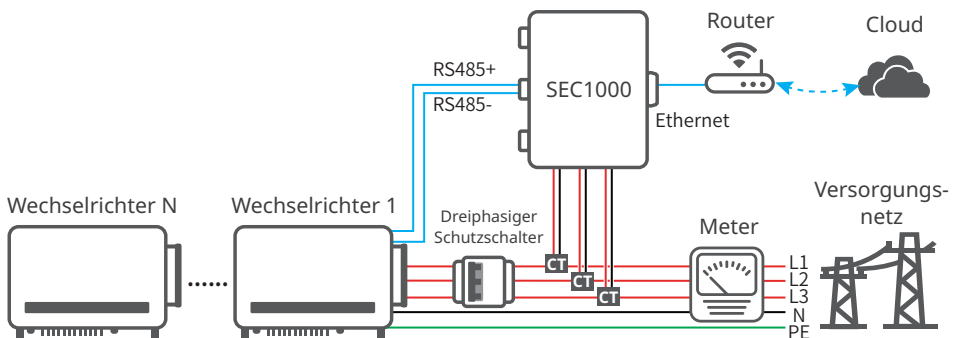 Router
Cloud
RS485+
RS485-
SEC1000
Ethernet
Wechselrichter N
Wechselrichter 1
Dreiphasiger
Schutzschalter
Meter
Versorgungs-
netz
CT
CT
CT
L1
L2
L3
N
PE